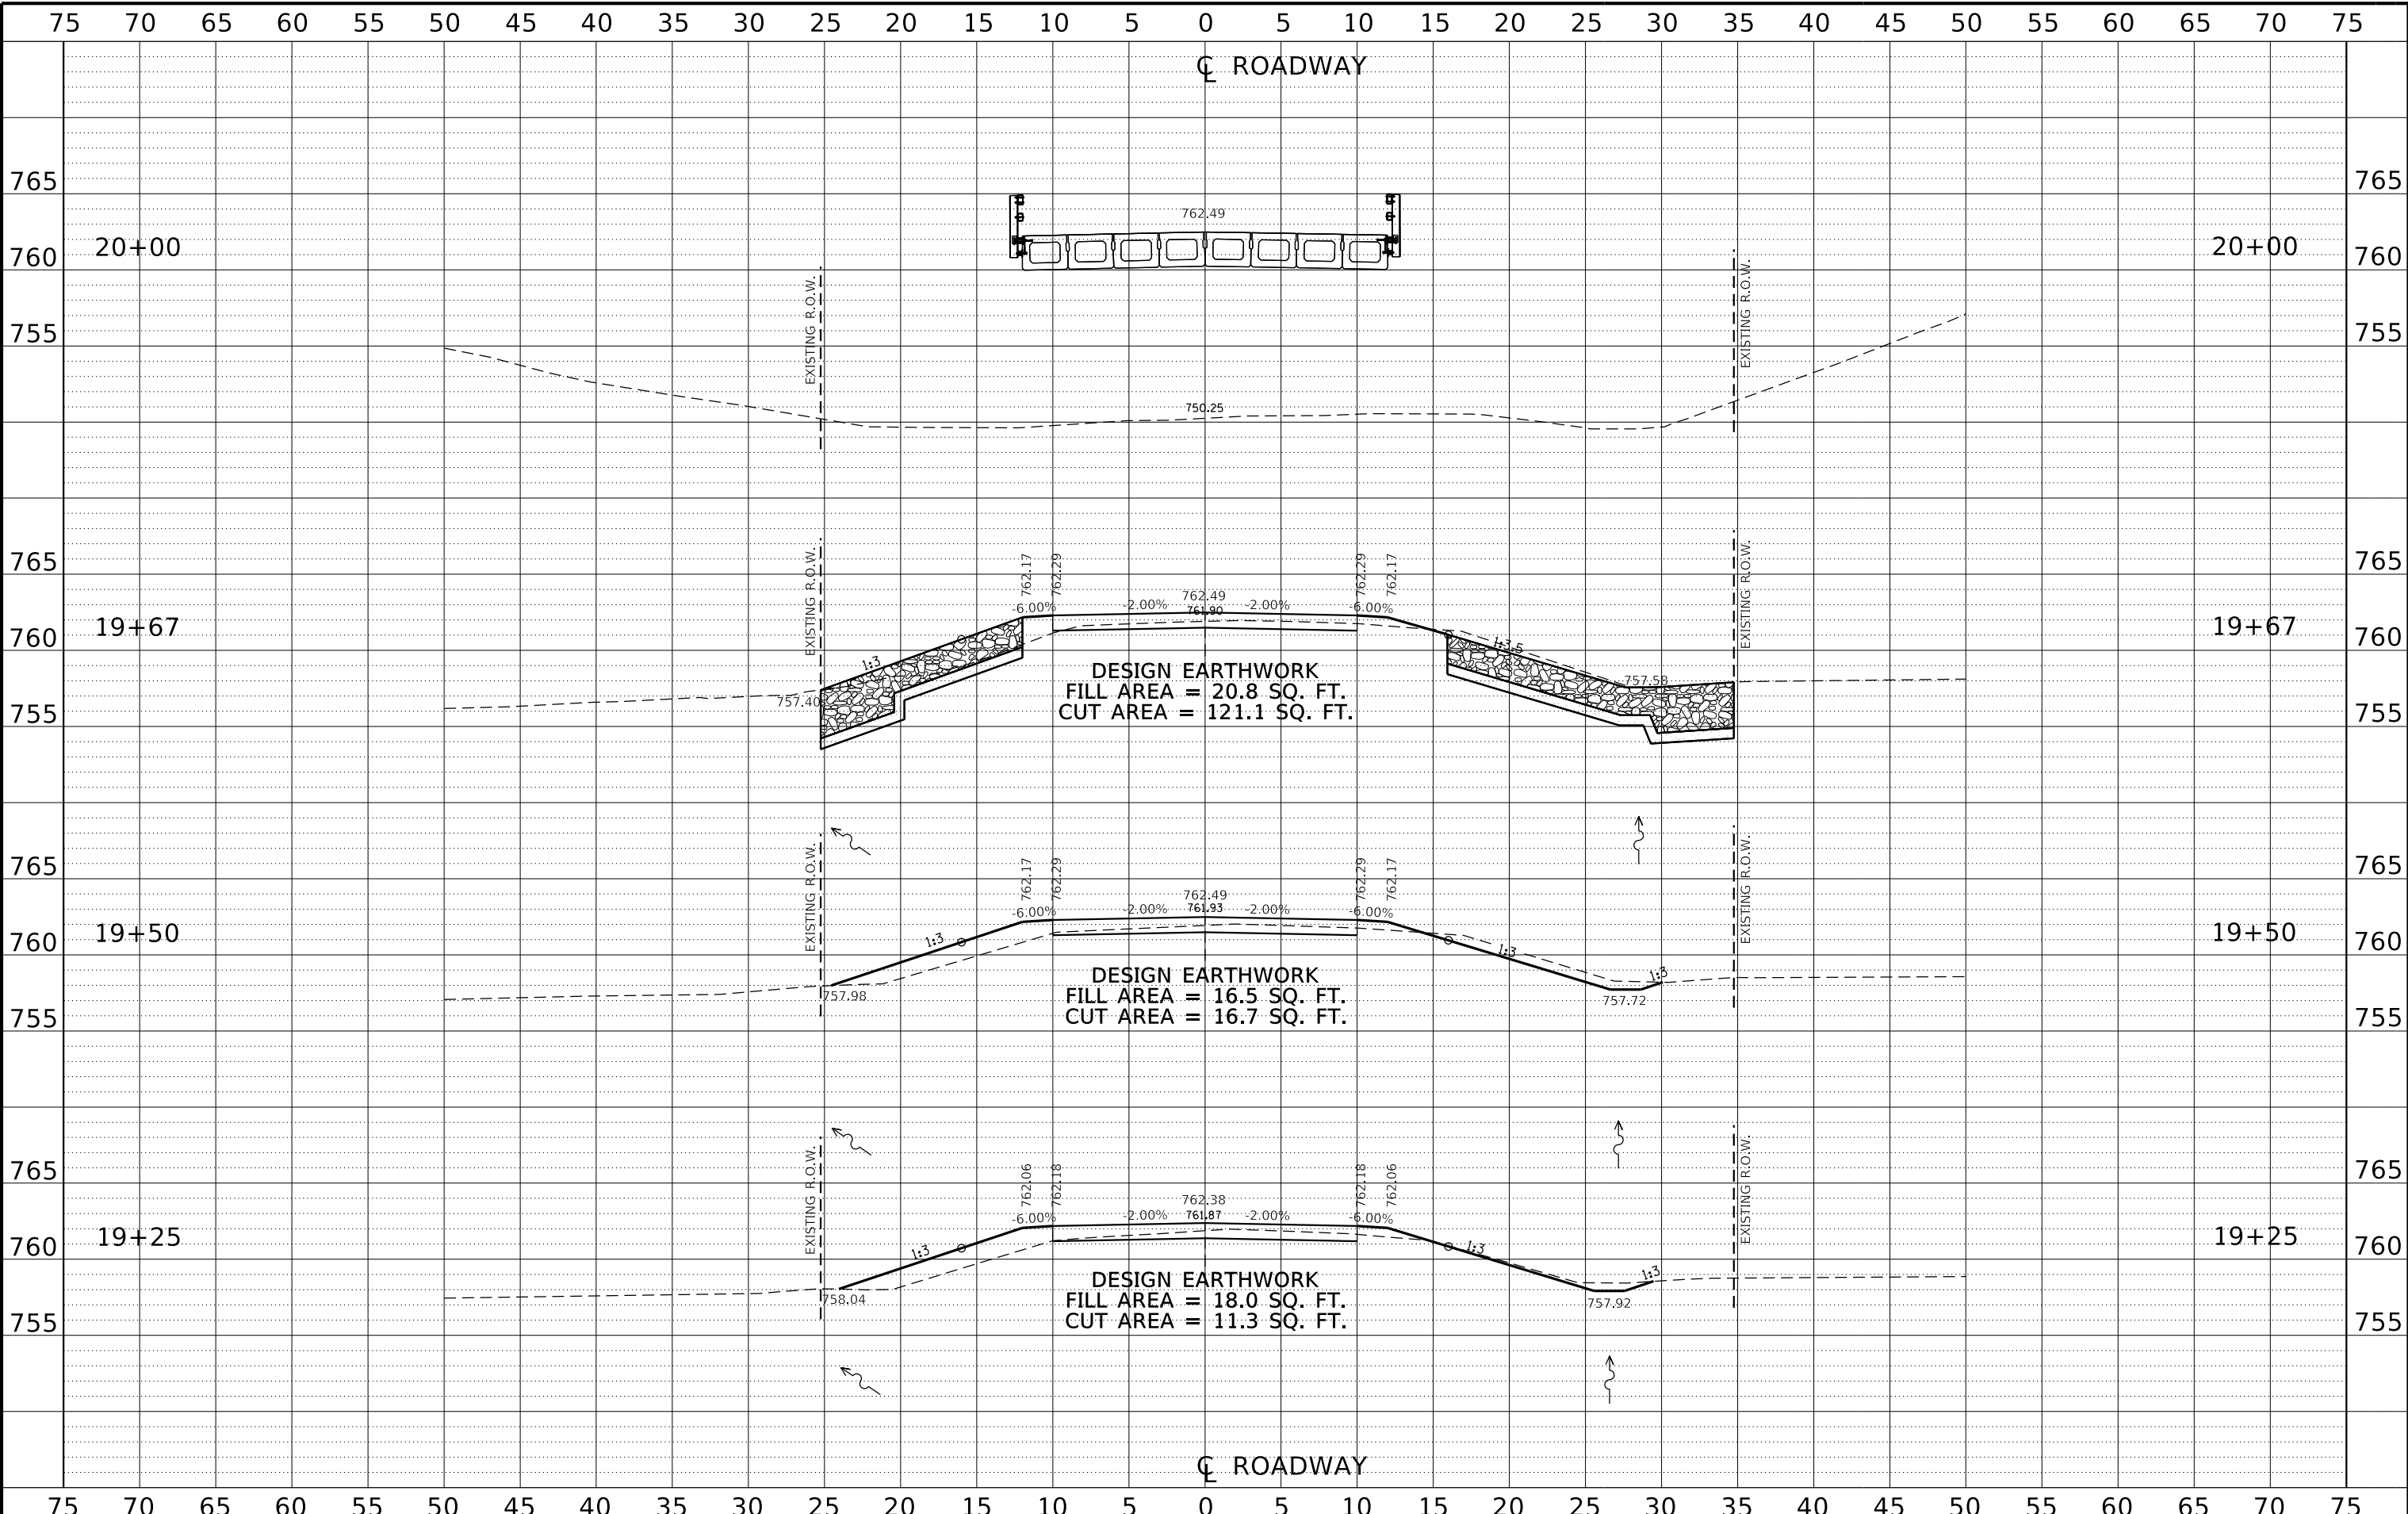 75 70 65 60 55 50 45 40 35 30 25 20 15 10 5 0 5 10 15 20 25 30 35 40 45 50 55 60 65 70 75
℄ ROADWAY
765 765
762.49
20+00 20+00
760 760
EXISTING R.O.W. EXISTING R.O.W.
755 755
750.25
765 765
EXISTING R.O.W. 762.17 762.29 762.29 762.17 EXISTING R.O.W.
762.49
-6.00% -2.00% 761.90 -2.00% -6.00%
19+67 19+67
760 760
1:3 1:3.5
DESIGN EARTHWORK
757.58
FILL AREA = 20.8 SQ. FT.
757.40
CUT AREA = 121.1 SQ. FT.
755 755
765 765
EXISTING R.O.W. 762.17 762.29 762.29 762.17 EXISTING R.O.W.
762.49
-6.00% -2.00% 761.93 -2.00% -6.00%
19+50 19+50
760 760
1:3 1:3
DESIGN EARTHWORK
1:3
FILL AREA = 16.5 SQ. FT.
757.98 757.72
CUT AREA = 16.7 SQ. FT.
755 755
765 765
EXISTING R.O.W. 762.06 762.18 762.18 762.06 EXISTING R.O.W.
762.38
-6.00% -2.00% 761.87 -2.00% -6.00%
19+25 19+25
760 760
1:3 1:3
DESIGN EARTHWORK
1:3
FILL AREA = 18.0 SQ. FT.
758.04 757.92
CUT AREA = 11.3 SQ. FT.
755 755
℄ ROADWAY
75 70 65 60 55 50 45 40 35 30 25 20 15 10 5 0 5 10 15 20 25 30 35 40 45 50 55 60 65 70 75